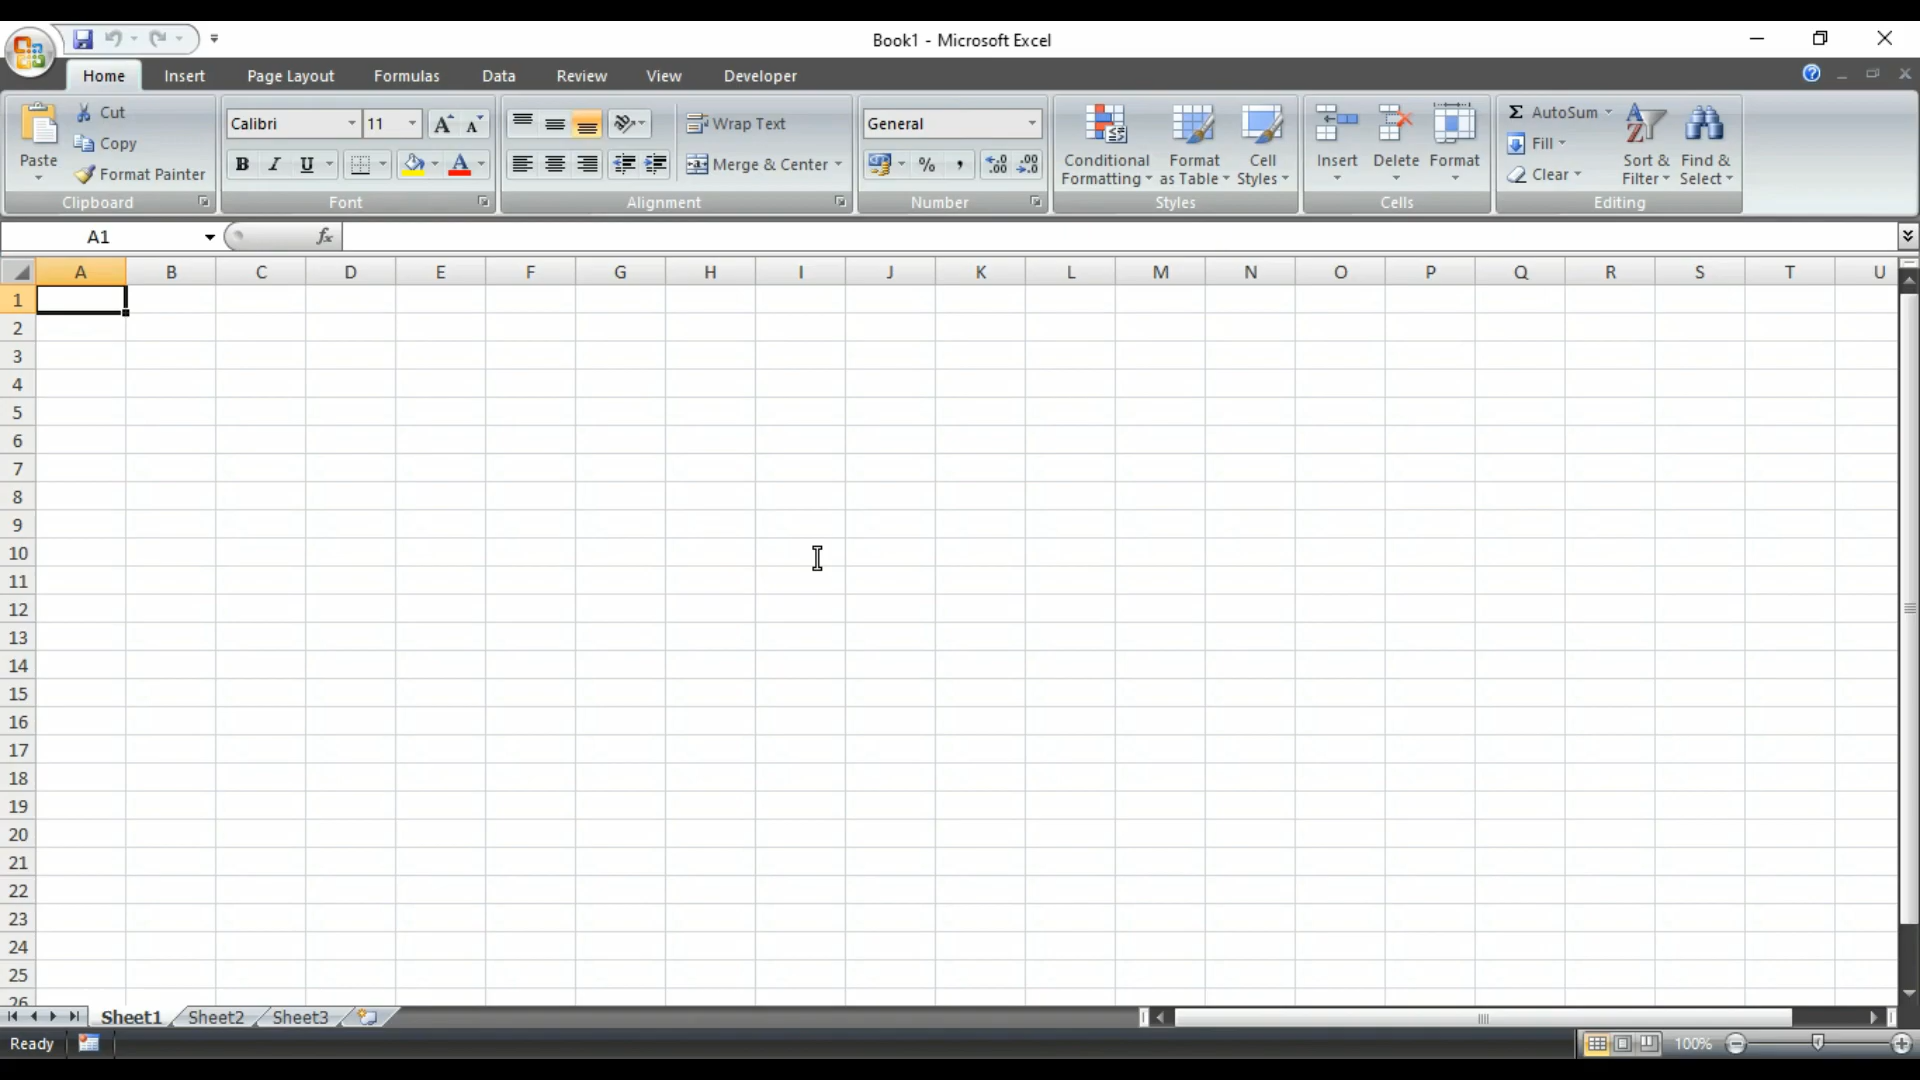 Book1 - Microsoft Excel
Home Insert Page Layout Formulas Data Review View Developer
Cut
Calibri 11 Wrap Text General AutoSum
Copy
Fill
Paste Format Painter B I U Merge & Center % , Conditional Formatting Format as Table Cell Styles Insert Delete Format Clear Sort & Filter Find & Select
Clipboard Font Alignment Number Styles Cells Editing
A1 fx
A B C D E F G H I J K L M N O P Q R S T U
1
2
3
4
5
6
7
8
9
10
11
12
13
14
15
16
17
18
19
20
21
22
23
24
25
26
Sheet1 Sheet2 Sheet3
Ready 100%